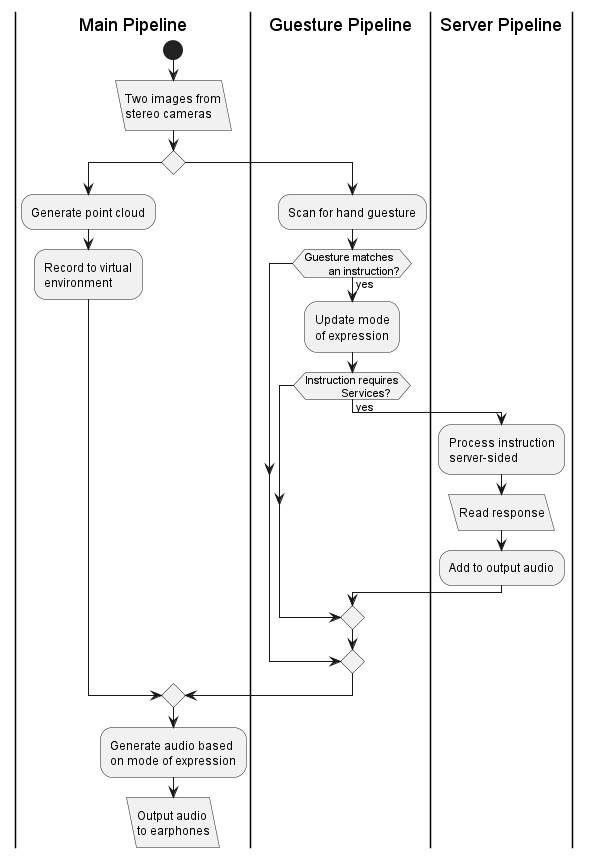 Main Pipeline
Guesture Pipeline
Server Pipeline
Two images from
stereo cameras
Generate point cloud
Record to virtual
environment
Scan for hand guesture
Guesture matches
an instruction?
yes
Update mode
of expression
Instruction requires
Services?
yes
Process instruction
server-sided
Read response
Add to output audio
Generate audio based
on mode of expression
Output audio
to earphones